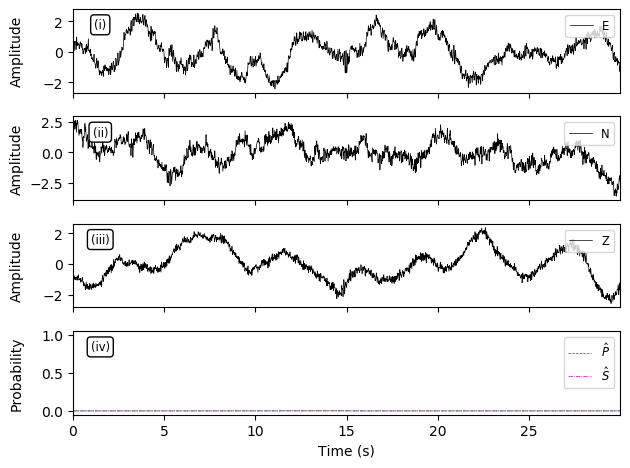 (i)
E
Amplitude
2
0
−2
(ii)
N
Amplitude
2.5
0.0
−2.5
(iii)
Z
Amplitude
2
0
−2
(iv)
P̂
Ŝ
Probability
1.0
0.5
0.0
0 5 10 15 20 25
Time (s)